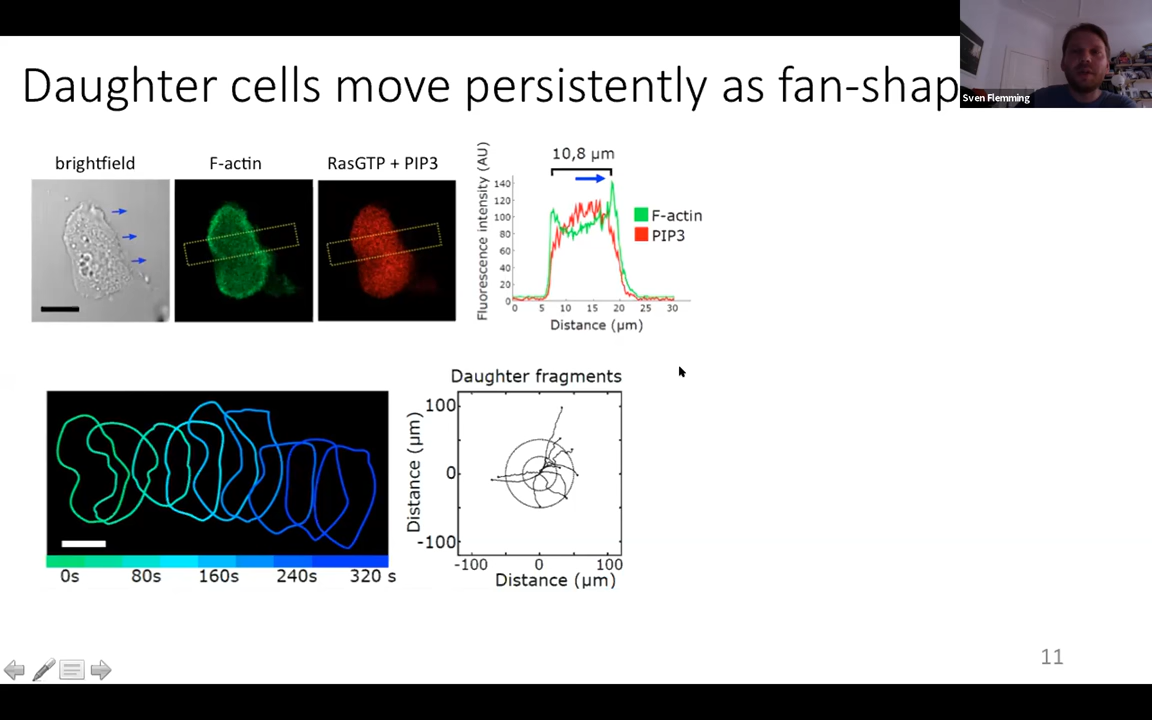 Daughter cells move persistently as fan-shap
Sven Flemming
brightfield
F-actin
RasGTP + PIP3
Fluorescence intensity (AU)
10,8 µm
140
120
100
80
60
40
20
0
0 5 10 15 20 25 30
Distance (µm)
F-actin
PIP3
0s 80s 160s 240s 320 s
Daughter fragments
Distance (µm)
100
0
-100
-100 0 100
Distance (µm)
11